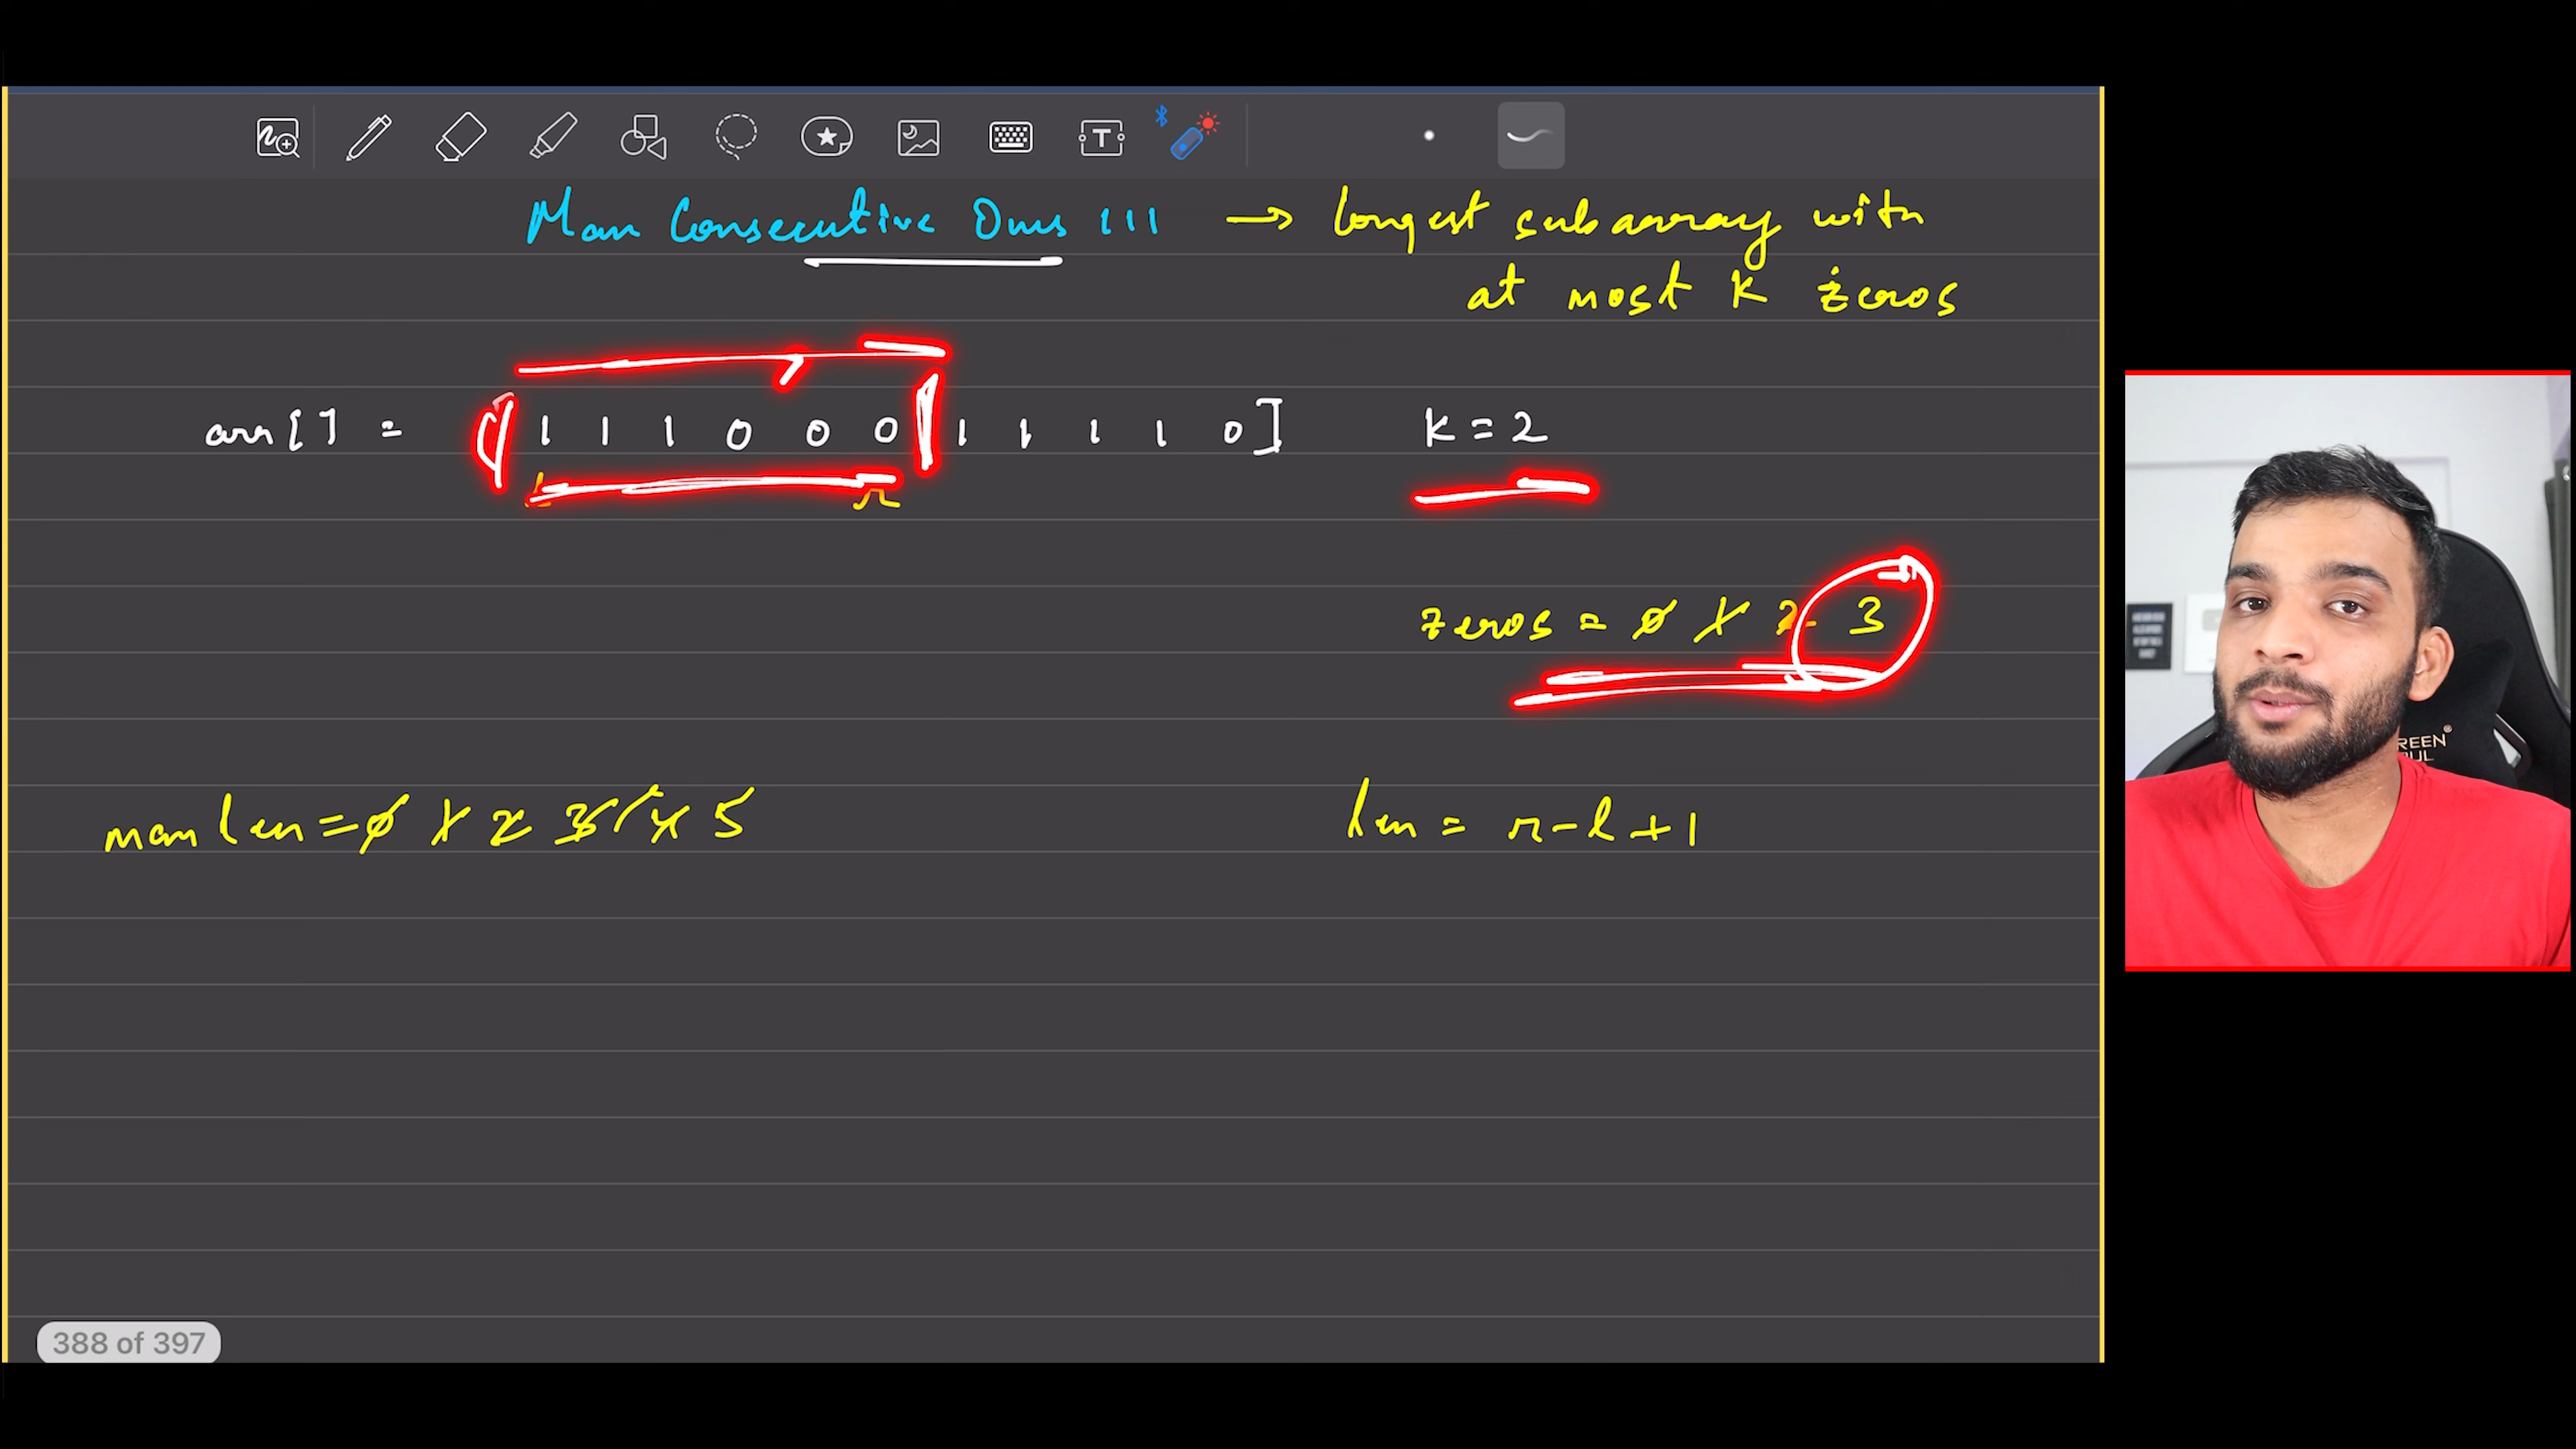 Max Consecutive Ones III → longest subarray with
at most K zeros
arr[] = [1 1 1 0 0 0 1 1 1 1 0] K = 2
l r
zeros = 0 1 2 3
maxlen = 0 1 2 3 4 5 len = r - l + 1
REEN
UL
388 of 397